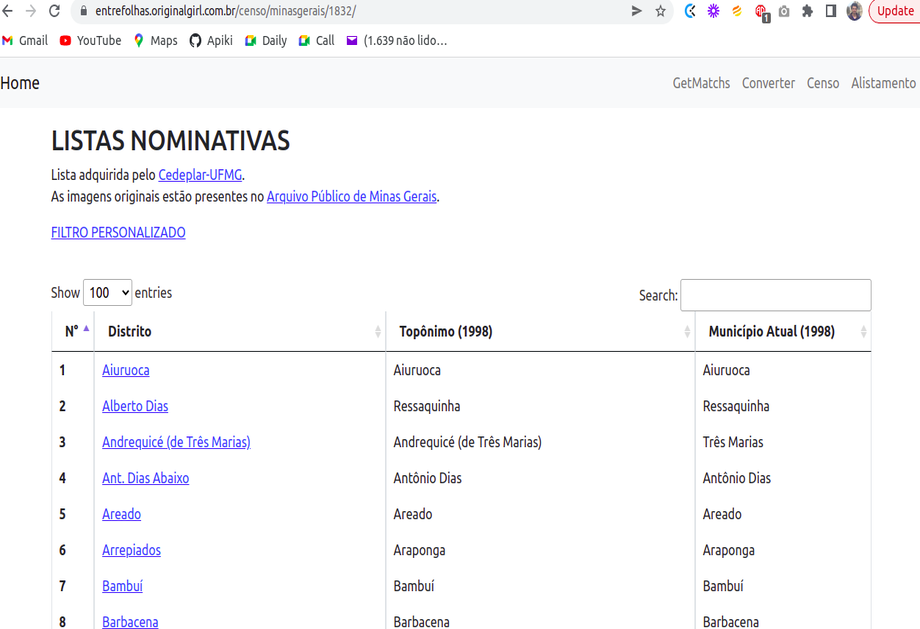 entrefolhas.originalgirl.com.br/censo/minasgerais/1832/
1
Update
Gmail YouTube Maps Apiki Daily Call (1.639 não lido…
Home GetMatchs Converter Censo Alistamento
LISTAS NOMINATIVAS
Lista adquirida pelo Cedeplar-UFMG.
As imagens originais estão presentes no Arquivo Público de Minas Gerais.
FILTRO PERSONALIZADO
Show 100 entries Search:
N° Distrito Topônimo (1998) Município Atual (1998)
1 Aiuruoca Aiuruoca Aiuruoca
2 Alberto Dias Ressaquinha Ressaquinha
3 Andrequicé (de Três Marias) Andrequicé (de Três Marias) Três Marias
4 Ant. Dias Abaixo Antônio Dias Antônio Dias
5 Areado Areado Areado
6 Arrepiados Araponga Araponga
7 Bambuí Bambuí Bambuí
8 Barbacena Barbacena Barbacena